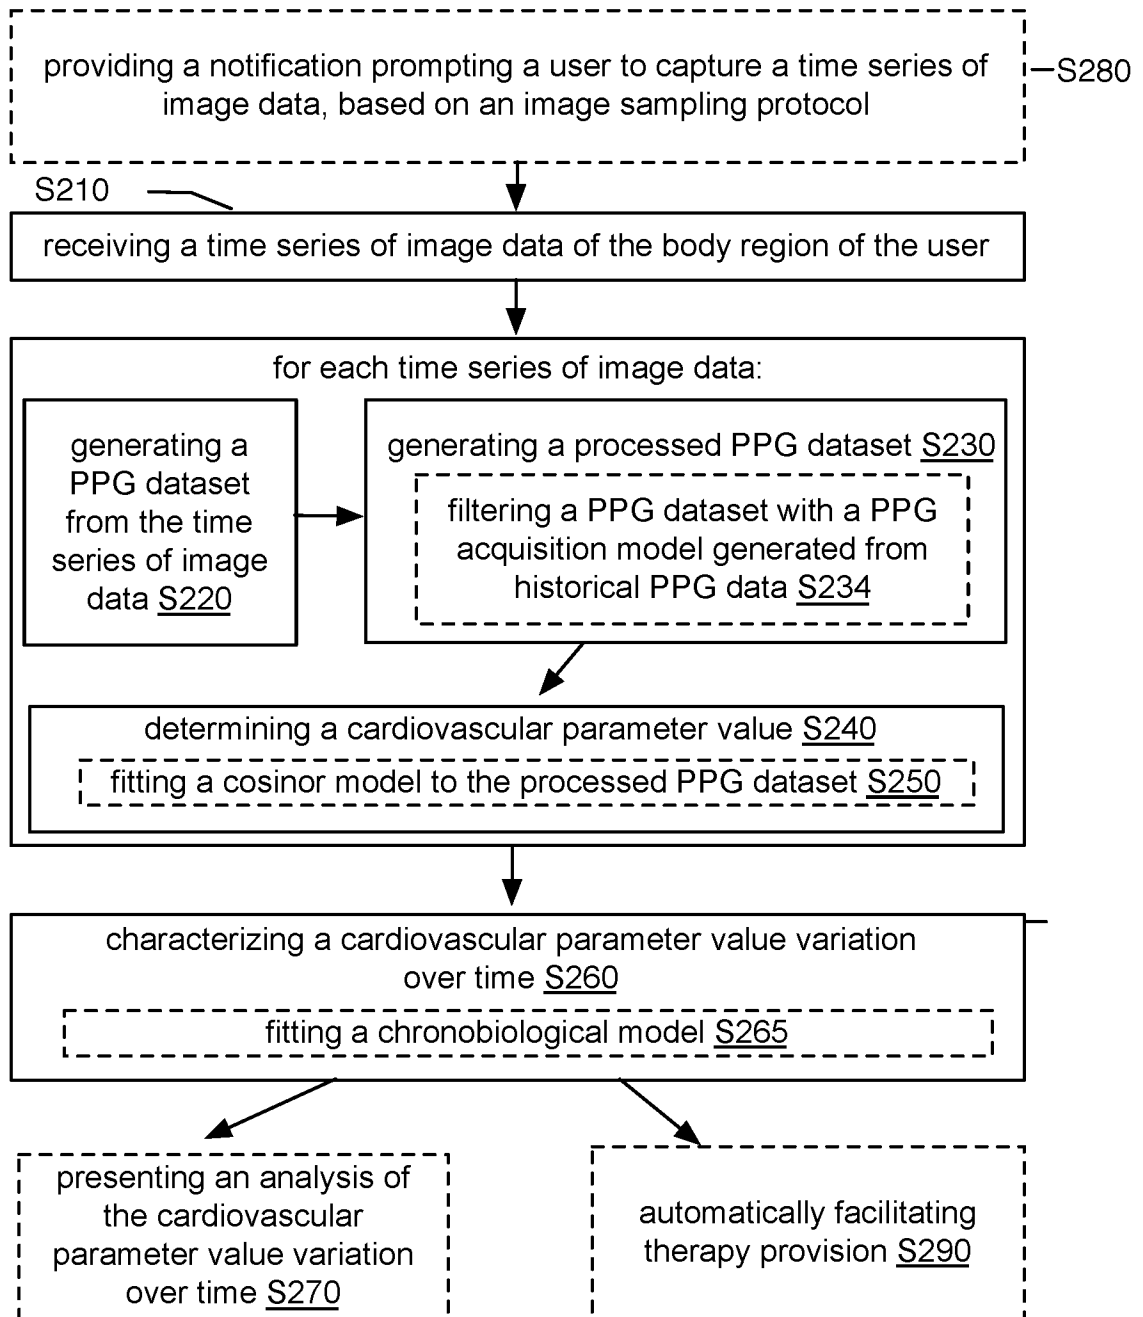 providing a notification prompting a user to capture a time series of
image data, based on an image sampling protocol
S280
S210
receiving a time series of image data of the body region of the user
for each time series of image data:
generating a
PPG dataset
from the time
series of image
data S220
generating a processed PPG dataset S230
filtering a PPG dataset with a PPG
acquisition model generated from
historical PPG data S234
determining a cardiovascular parameter value S240
fitting a cosinor model to the processed PPG dataset S250
characterizing a cardiovascular parameter value variation
over time S260
fitting a chronobiological model S265
presenting an analysis of
the cardiovascular
parameter value variation
over time S270
automatically facilitating
therapy provision S290